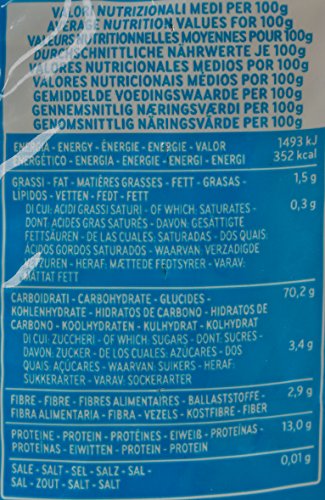 VALORI NUTRIZIONALI MEDI PER 100g
AVERAGE NUTRITION VALUES FOR 100g
VALEURS NUTRITIONNELLES MOYENNES POUR 100g
DURCHSCHNITTLICHE NÄHRWERTE JE 100g
VALORES NUTRICIONALES MEDIOS POR 100g
VALORES NUTRICIONAIS MÉDIOS POR 100g
GEMIDDELDE VOEDINGSWAARDE PER 100g
GENNEMSNITLIG NÆRINGSVÆRDI PER 100g
GENOMSNITTLIG NÄRINGSVÄRDE PER 100g
ENERGIA - ENERGY - ÉNERGIE - ENERGIE - VALOR 1493 kJ
ENERGÉTICO - ENERGIA - ENERGIE - ENERGI - ENERGI 352 kcal
GRASSI - FAT - MATIÈRES GRASSES - FETT - GRASAS - 1,5 g
LIPIDOS - VETTEN - FEDT - FETT
DI CUI: ACIDI GRASSI SATURI - OF WHICH: SATURATES - 0,3 g
DONT: ACIDES GRAS SATURÉS - DAVON: GESÄTTIGTE
FETTSÄUREN - DE LAS CUALES: SATURADAS - DOS QUAIS:
ÁCIDOS GORDOS SATURADOS - WAARVAN: VERZADIGDE
VETZUREN - HERAF: MÆTTEDE FEDTSYRER - VARAV:
MÄTTAT FETT
CARBOIDRATI - CARBOHYDRATE - GLUCIDES - 70,2 g
KOHLENHYDRATE - HIDRATOS DE CARBONO - HIDRATOS DE
CARBONO - KOOLHYDRATEN - KULHYDRAT - KOLHYDRAT
DI CUI: ZUCCHERI - OF WHICH: SUGARS - DONT: SUCRES - 3,4 g
DAVON: ZUCKER - DE LOS CUALES: AZÚCARES - DOS
QUAIS: AÇÚCARES - WAARVAN: SUIKERS - HERAF:
SUKKERARTER - VARAV: SOCKERARTER
FIBRE - FIBRE - FIBRES ALIMENTAIRES - BALLASTSTOFFE - 2,9 g
FIBRA ALIMENTARIA - FIBRA - VEZELS - KOSTFIBRE - FIBER
PROTEINE - PROTEIN - PROTÉINES - EIWEIẞ - PROTEÍNAS - 13,0 g
PROTEÍNAS - EIWITTEN - PROTEIN - PROTEIN
SALE - SALT - SEL - SALZ - SAL - 0,01 g
SAL - ZOUT - SALT - SALT